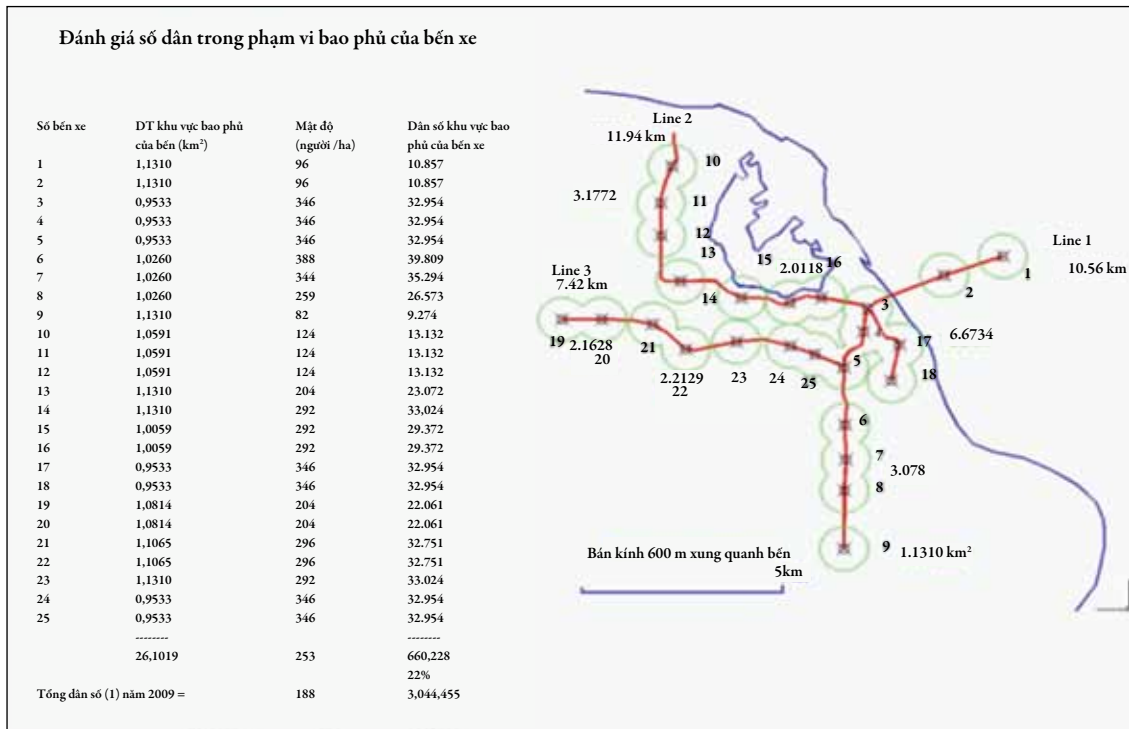 Đánh giá số dân trong phạm vi bao phủ của bến xe
Số bến xe DT khu vực bao phủ Mật độ Dân số khu vực bao
của bến (km²) (người /ha) phủ của bến xe
1 1,1310 96 10.857
2 1,1310 96 10.857
3 0,9533 346 32.954
4 0,9533 346 32.954
5 0,9533 346 32.954
6 1,0260 388 39.809
7 1,0260 344 35.294
8 1,0260 259 26.573
9 1,1310 82 9.274
10 1,0591 124 13.132
11 1,0591 124 13.132
12 1,0591 124 13.132
13 1,1310 204 23.072
14 1,1310 292 33,024
15 1,0059 292 29.372
16 1,0059 292 29.372
17 0,9533 346 32.954
18 0,9533 346 32.954
19 1,0814 204 22.061
20 1,0814 204 22.061
21 1,1065 296 32.751
22 1,1065 296 32.751
23 1,1310 292 33,024
24 0,9533 346 32.954
25 0,9533 346 32.954
-------- --------
26,1019 253 660,228
22%
Tổng dân số (1) năm 2009 = 188 3,044,455
Line 2
11.94 km
10
3.1772
11
12
13
15
2.0118
16
Line 1
10.56 km
1
2
Line 3
7.42 km
14
3
4
6.6734
17
19
2.1628
20
21
2.2129
22
23
24
25
5
18
6
7
3.078
8
9
1.1310 km²
Bán kính 600 m xung quanh bến
5km